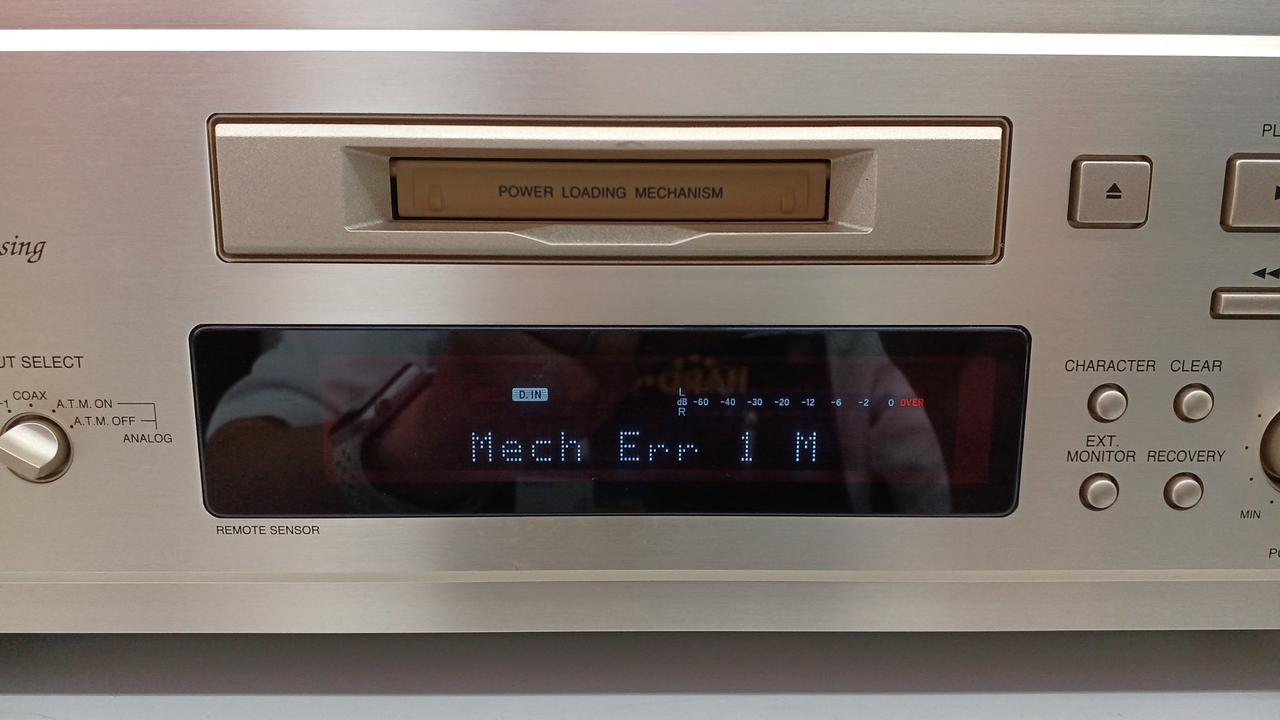 POWER LOADING MECHANISM
PL
sing
UT SELECT
COAX
A.T.M. ON
A.T.M. OFF
ANALOG
D.IN
L
dB -60 -40 -30 -20 -12 -6 -2 0 OVER
R
Mech Err 1 M
REMOTE SENSOR
CHARACTER CLEAR
EXT.
MONITOR RECOVERY
MIN